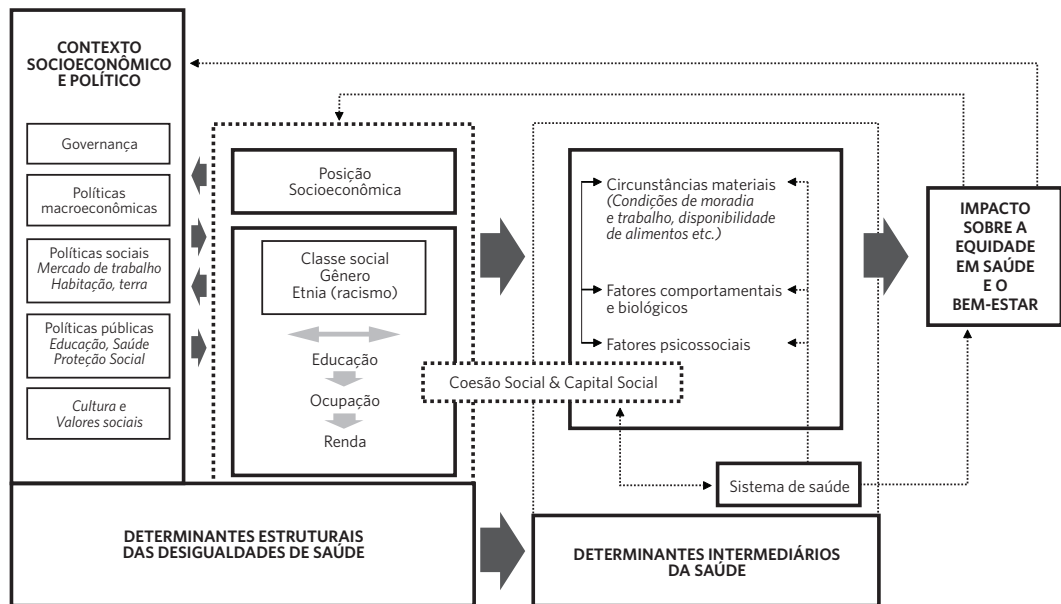 CONTEXTO
SOCIOECONÔMICO
E POLÍTICO
Governança
Políticas
macroeconômicas
Políticas sociais
Mercado de trabalho
Habitação, terra
Políticas públicas
Educação, Saúde
Proteção Social
Cultura e
Valores sociais
Posição
Socioeconômica
Classe social
Gênero
Etnia (racismo)
Educação
Ocupação
Renda
Coesão Social & Capital Social
Circunstâncias materiais
(Condições de moradia
e trabalho, disponibilidade
de alimentos etc.)
Fatores comportamentais
e biológicos
Fatores psicossociais
Sistema de saúde
IMPACTO
SOBRE A
EQUIDADE
EM SAÚDE
E O
BEM-ESTAR
DETERMINANTES ESTRUTURAIS
DAS DESIGUALDADES DE SAÚDE
DETERMINANTES INTERMEDIÁRIOS
DA SAÚDE